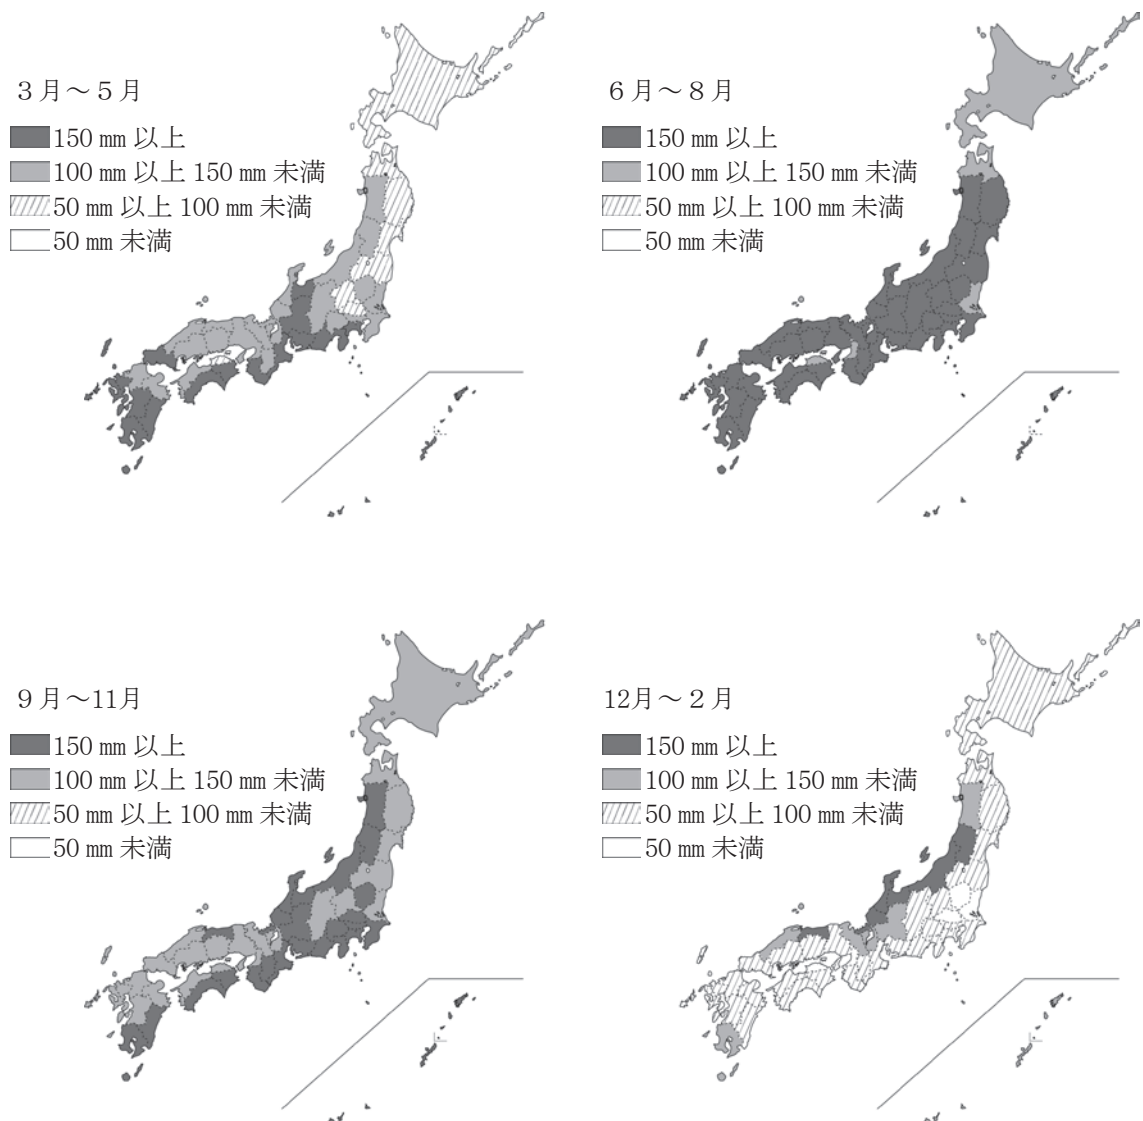 ３月～５月
150 ㎜ 以上
100 ㎜ 以上 150 ㎜ 未満
50 ㎜ 以上 100 ㎜ 未満
50 ㎜ 未満
６月～８月
150 ㎜ 以上
100 ㎜ 以上 150 ㎜ 未満
50 ㎜ 以上 100 ㎜ 未満
50 ㎜ 未満
９月～11月
150 ㎜ 以上
100 ㎜ 以上 150 ㎜ 未満
50 ㎜ 以上 100 ㎜ 未満
50 ㎜ 未満
12月～２月
150 ㎜ 以上
100 ㎜ 以上 150 ㎜ 未満
50 ㎜ 以上 100 ㎜ 未満
50 ㎜ 未満